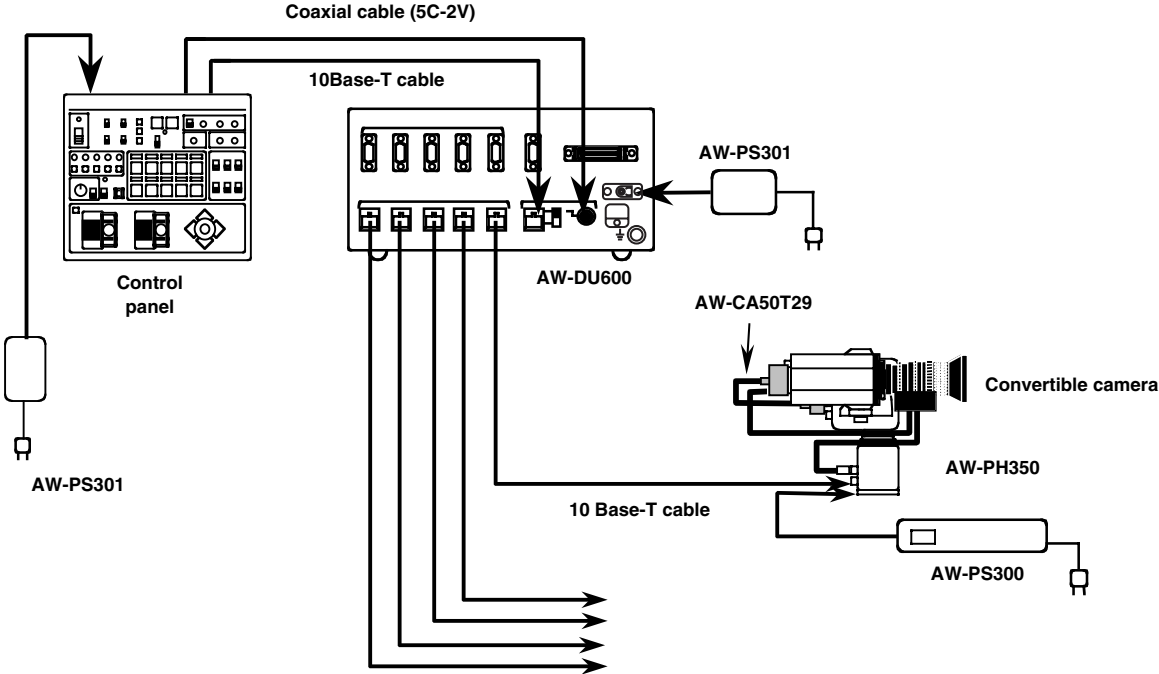 Coaxial cable (5C-2V)
10Base-T cable
AW-PS301
Control
panel
AW-DU600
AW-CA50T29
Convertible camera
AW-PH350
AW-PS301
10 Base-T cable
AW-PS300